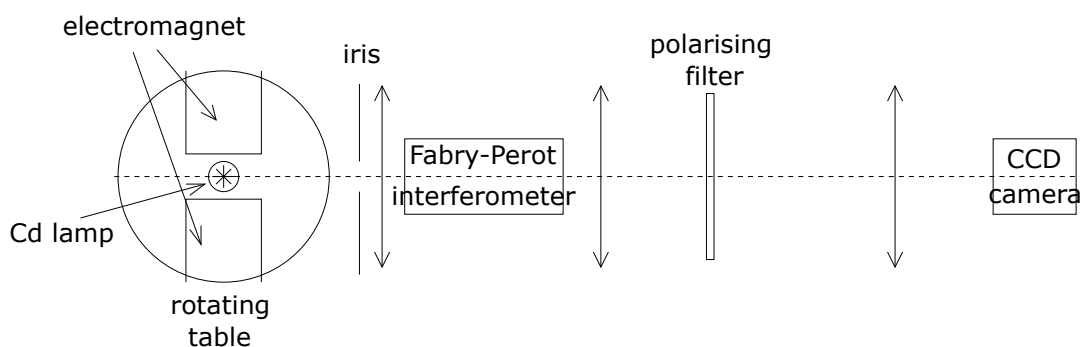 electromagnet
iris
polarising
filter
Fabry-Perot
interferometer
CCD
camera
Cd lamp
rotating
table